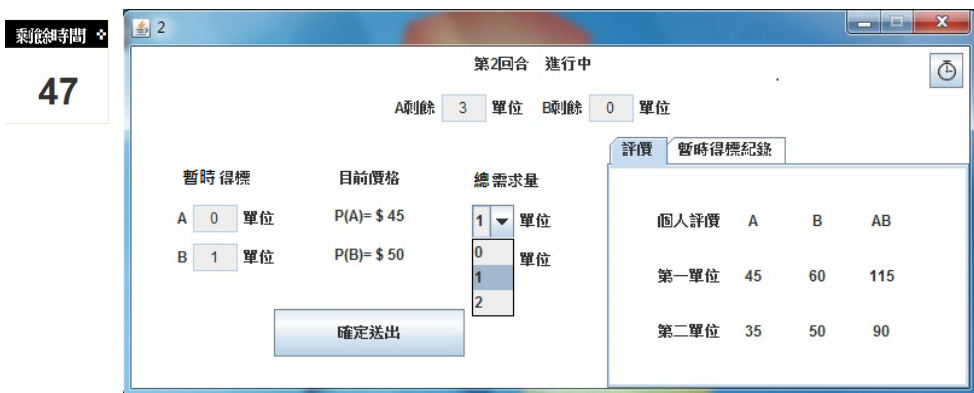 剩餘時間
47
2
第2回合 進行中
A剩餘 3 單位 B剩餘 0 單位
評價 暫時得標紀錄
暫時得標 目前價格 總需求量
A 0 單位 P(A)= $ 45 1 單位
B 1 單位 P(B)= $ 50 單位
0
1
2
確定送出
個人評價 A B AB
第一單位 45 60 115
第二單位 35 50 90